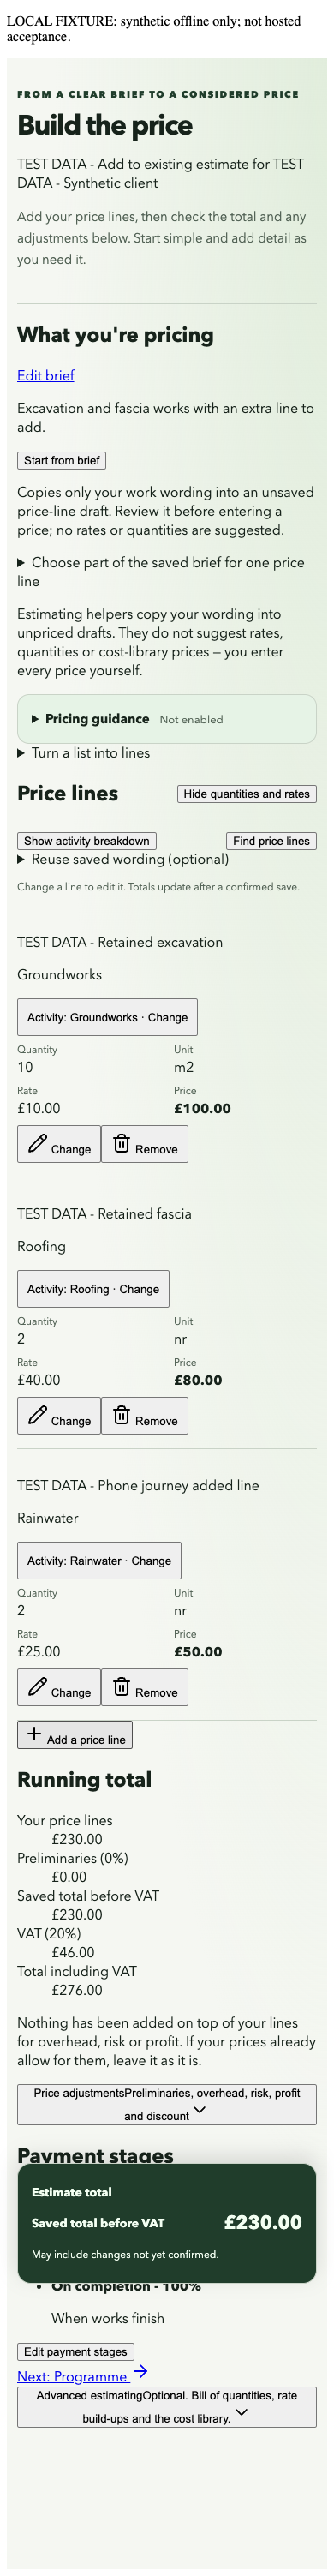 LOCAL FIXTURE: synthetic offline only; not hosted
acceptance.
FROM A CLEAR BRIEF TO A CONSIDERED PRICE
Build the price
TEST DATA - Add to existing estimate for TEST
DATA - Synthetic client
Add your price lines, then check the total and any
adjustments below. Start simple and add detail as
you need it.
What you're pricing
Edit brief
Excavation and fascia works with an extra line to
add.
Start from brief
Copies only your work wording into an unsaved
price-line draft. Review it before entering a
price; no rates or quantities are suggested.
Choose part of the saved brief for one price
line
Estimating helpers copy your wording into
unpriced drafts. They do not suggest rates,
quantities or cost-library prices – you enter
every price yourself.
Pricing guidance Not enabled
Turn a list into lines
Price lines Hide quantities and rates
Show activity breakdown Find price lines
Reuse saved wording (optional)
Change a line to edit it. Totals update after a confirmed save.
TEST DATA - Retained excavation
Groundworks
Activity: Groundworks · Change
Quantity Unit
10 m2
Rate Price
£10.00 £100.00
Change Remove
TEST DATA - Retained fascia
Roofing
Activity: Roofing · Change
Quantity Unit
2 nr
Rate Price
£40.00 £80.00
Change Remove
TEST DATA - Phone journey added line
Rainwater
Activity: Rainwater · Change
Quantity Unit
2 nr
Rate Price
£25.00 £50.00
Change Remove
Add a price line
Running total
Your price lines
£230.00
Preliminaries (0%)
£0.00
Saved total before VAT
£230.00
VAT (20%)
£46.00
Total including VAT
£276.00
Nothing has been added on top of your lines
for overhead, risk or profit. If your prices already
allow for them, leave it as it is.
Price adjustmentsPreliminaries, overhead, risk, profit
and discount
Payment stages
Estimate total
Saved total before VAT £230.00
May include changes not yet confirmed.
On completion - 100%
When works finish
Edit payment stages
Next: Programme
Advanced estimatingOptional. Bill of quantities, rate
build-ups and the cost library.